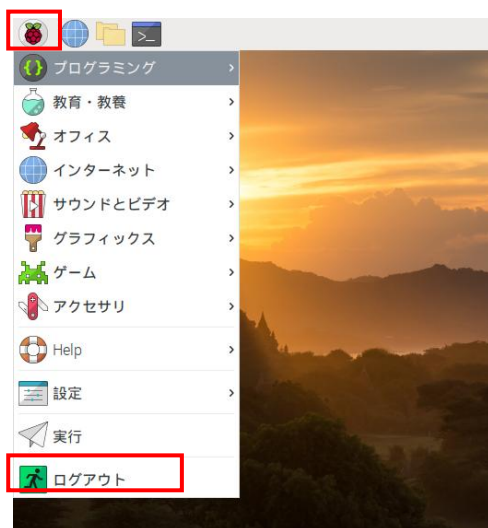 プログラミング
教育・教養
オフィス
インターネット
サウンドとビデオ
グラフィックス
ゲーム
アクセサリ
Help
設定
実行
ログアウト